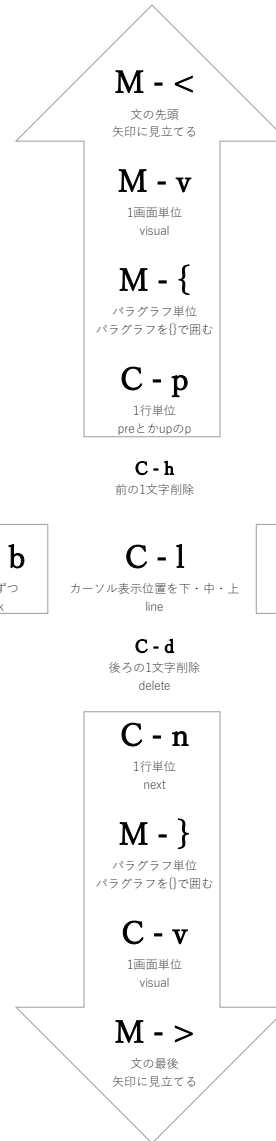 M - <
文の先頭
矢印に見立てる
M - v
1画面単位
visual
M - {
パラグラフ単位
パラグラフを{}で囲む
C - p
1行単位
preとかupのp
C - h
前の1文字削除
b
ずつ
k
C - l
カーソル表示位置を下・中・上
line
C - d
後ろの1文字削除
delete
C - n
1行単位
next
M - }
パラグラフ単位
パラグラフを{}で囲む
C - v
1画面単位
visual
M - >
文の最後
矢印に見立てる